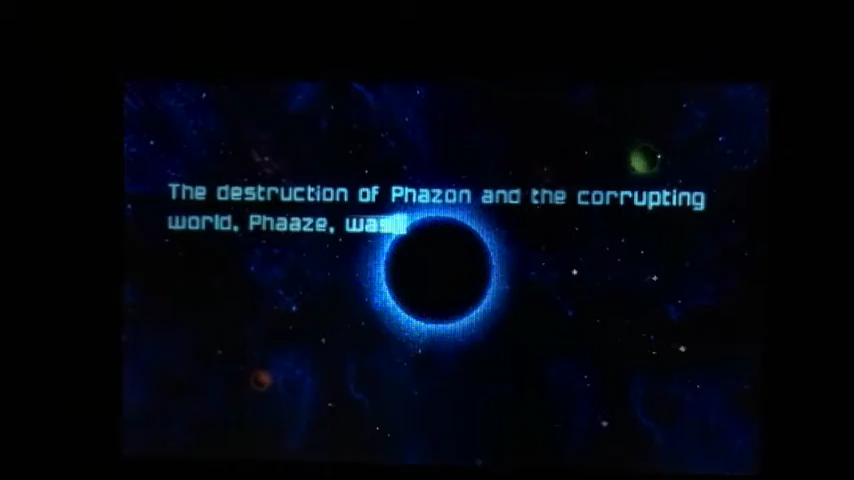 The destruction of Phazon and the corrupting
world, Phaaze, was